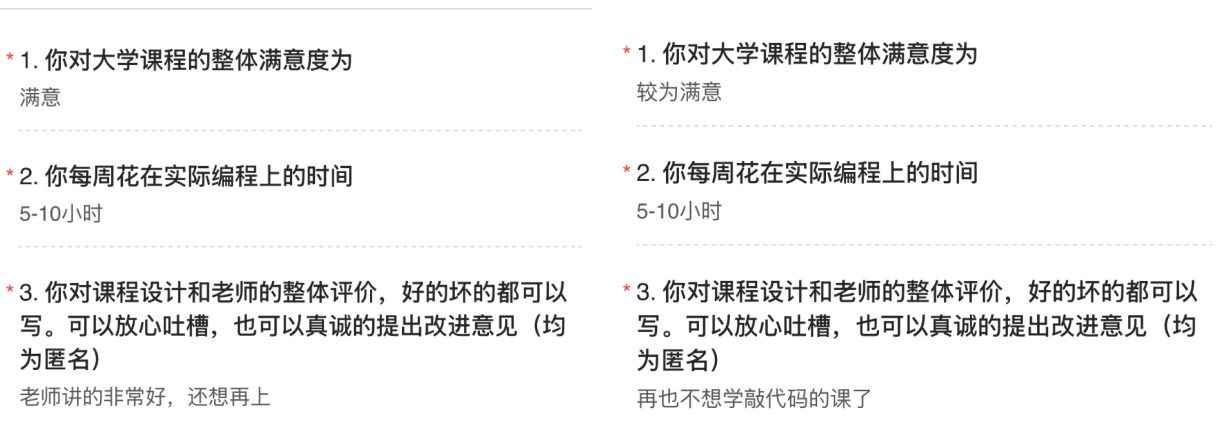 * 1. 你对大学课程的整体满意度为
满意
* 2. 你每周花在实际编程上的时间
5-10小时
* 3. 你对课程设计和老师的整体评价，好的坏的都可以
写。可以放心吐槽，也可以真诚的提出改进意见（均
为匿名）
老师讲的非常好，还想再上
* 1. 你对大学课程的整体满意度为
较为满意
* 2. 你每周花在实际编程上的时间
5-10小时
* 3. 你对课程设计和老师的整体评价，好的坏的都可以
写。可以放心吐槽，也可以真诚的提出改进意见（均
为匿名）
再也不想学敲代码的课了